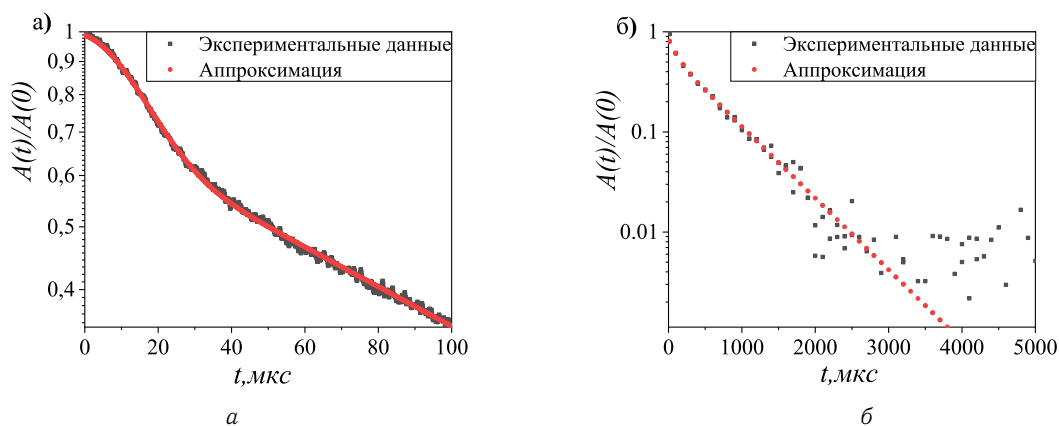 а)
1
0,9
0,8
0,7
0,6
0,5
0,4
A(t)/A(0)
Экспериментальные данные
Аппроксимация
0 20 40 60 80 100
t,мкс
а
б)
1
0.1
0.01
A(t)/A(0)
Экспериментальные данные
Аппроксимация
0 1000 2000 3000 4000 5000
t,мкс
б